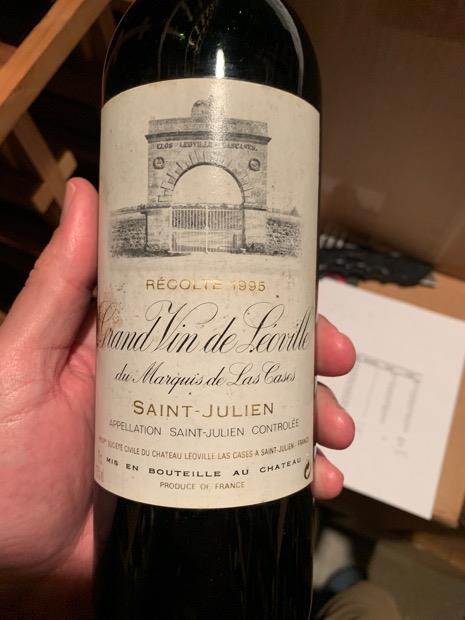 CLOS LEOVILLE LASCASES.
RÉCOLTE 1995
Grand Vin de Léoville
du Marquis de Las Cases
SAINT-JULIEN
APPELLATION SAINT-JULIEN CONTROLÉE
SOCIÉTÉ CIVILE DU CHATEAU LÉOVILLE-LAS CASES A SAINT-JULIEN - FRANCE
MIS EN BOUTEILLE AU CHATEAU
PRODUCE OF FRANCE